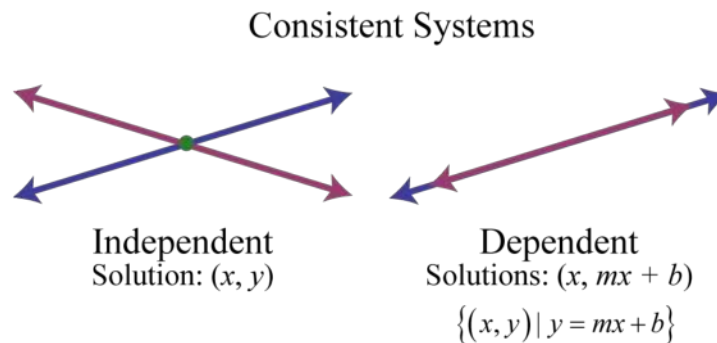 Consistent Systems
Independent
Solution: (x, y)
Dependent
Solutions: (x, mx + b)
{(x, y) | y = mx + b}